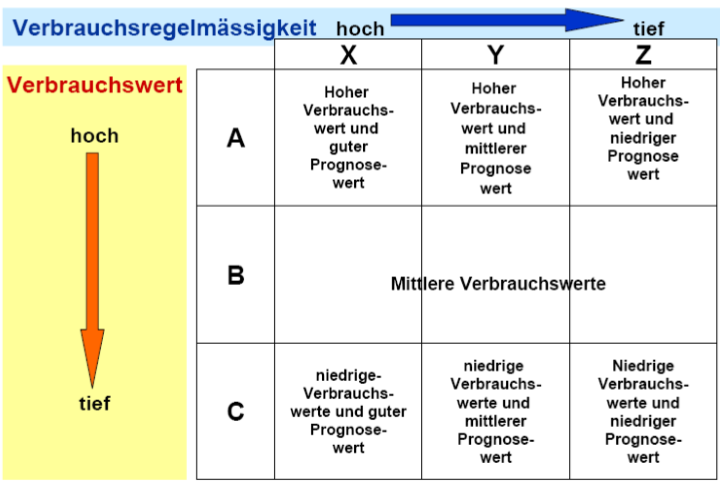 Verbrauchsregelmässigkeit hoch tief
X Y Z
Verbrauchswert
hoch
tief
A
Hoher
Verbrauchs-
wert und
guter
Prognose-
wert
Hoher
Verbrauchs-
wert und
mittlerer
Prognose
wert
Hoher
Verbrauchs-
wert und
niedriger
Prognose
wert
B
Mittlere Verbrauchswerte
C
niedrige-
Verbrauchs-
werte und guter
Prognose-
wert
niedrige
Verbrauchs-
werte und
mittlerer
Prognose-
wert
Niedrige
Verbrauchs-
werte und
niedriger
Prognose-
wert